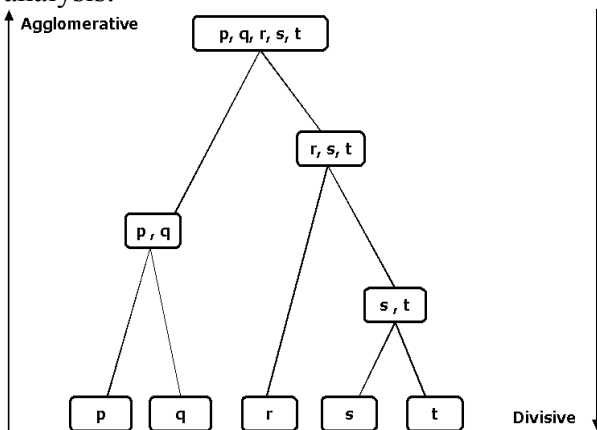 analysis.
Agglomerative
p, q, r, s, t
r, s, t
p , q
s , t
p
q
r
s
t
Divisive